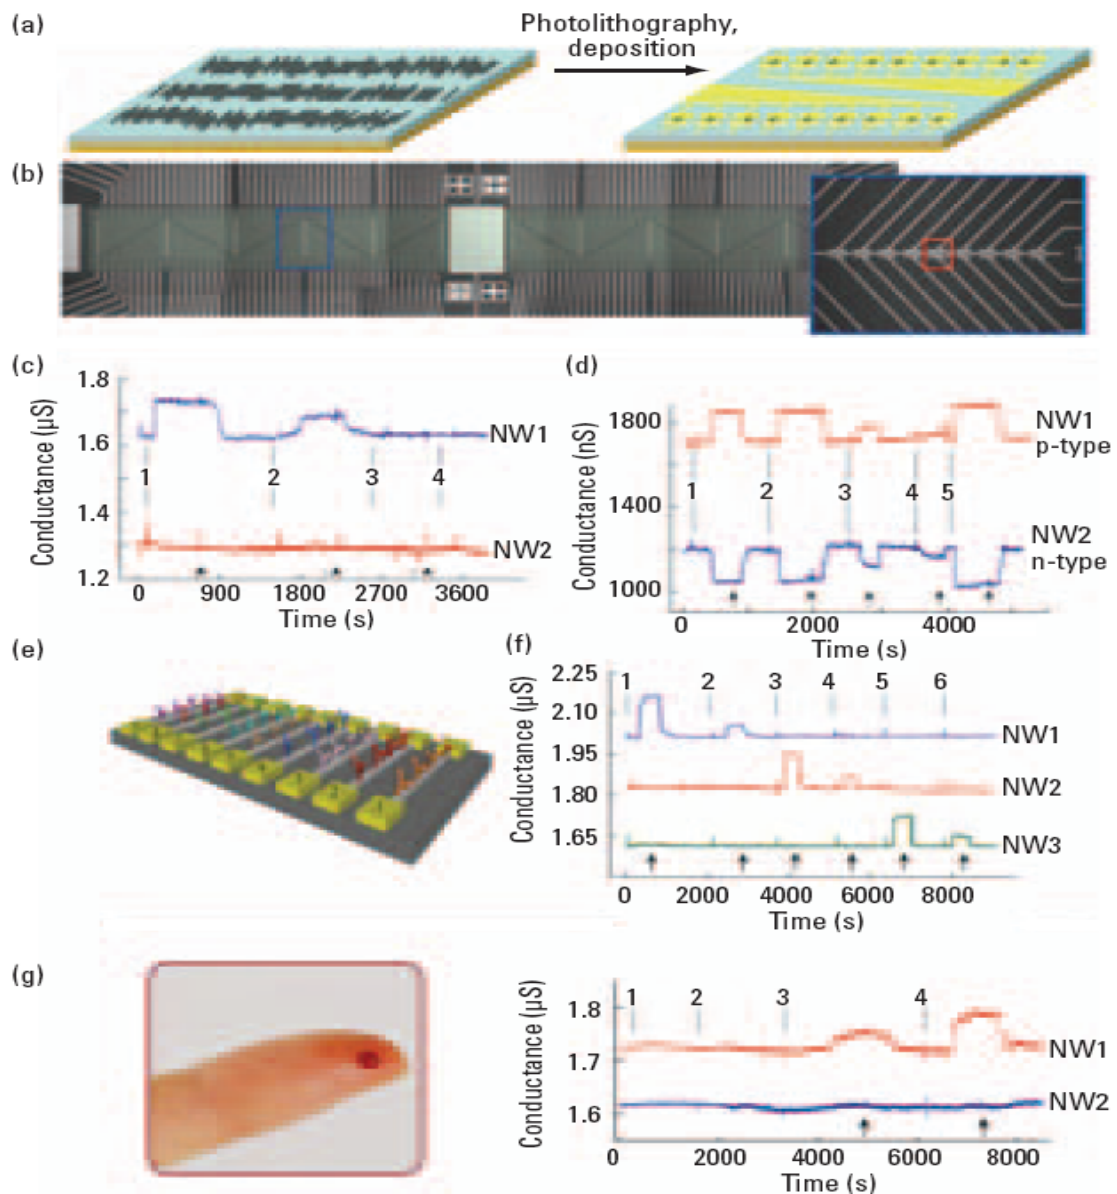 (a)
Photolithography,
deposition
(b)
(c)
Conductance (µS)
1.8
1.6
1.4
1.2
NW1
1 2 3 4
NW2
0 900 1800 2700 3600
Time (s)
(d)
Conductance (nS)
1800
1400
1000
NW1
p-type
1 2 3 4 5
NW2
n-type
0 2000 4000
Time (s)
(e)
(f)
Conductance (µS)
2.25
2.10
1.95
1.80
1.65
1 2 3 4 5 6
NW1
NW2
NW3
0 2000 4000 6000 8000
Time (s)
(g)
Conductance (µS)
1.8
1.7
1.6
1 2 3 4
NW1
NW2
0 2000 4000 6000 8000
Time (s)